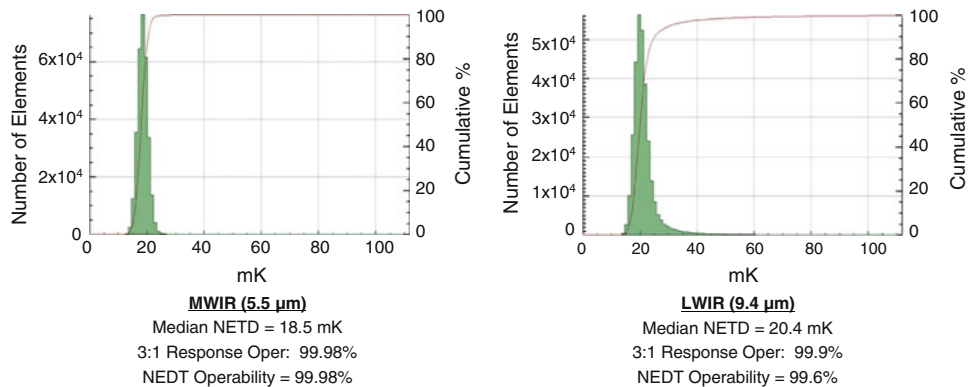 Number of Elements
6x10⁴
4x10⁴
2x10⁴
0
0 20 40 60 80 100
mK
100
80
60
40
20
0
Cumulative %
MWIR (5.5 µm)
Median NETD = 18.5 mK
3:1 Response Oper: 99.98%
NEDT Operability = 99.98%
Number of Elements
5x10⁴
4x10⁴
3x10⁴
2x10⁴
1x10⁴
0
0 20 40 60 80 100
mK
100
80
60
40
20
0
Cumulative %
LWIR (9.4 µm)
Median NETD = 20.4 mK
3:1 Response Oper: 99.9%
NEDT Operability = 99.6%